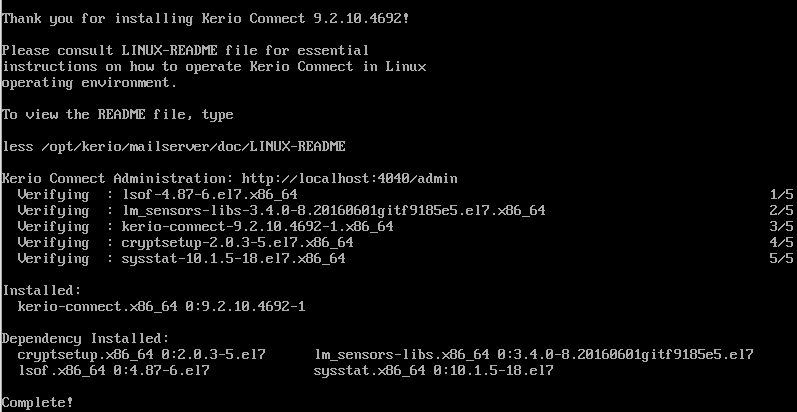 Thank you for installing Kerio Connect 9.2.10.4692!
Please consult LINUX-README file for essential
instructions on how to operate Kerio Connect in Linux
operating environment.
To view the README file, type
less /opt/kerio/mailserver/doc/LINUX-README
Kerio Connect Administration: http://localhost:4040/admin
  Verifying  : lsof-4.87-6.el7.x86_64                                                           1/5
  Verifying  : lm_sensors-libs-3.4.0-8.20160601gitf9185e5.el7.x86_64                            2/5
  Verifying  : kerio-connect-9.2.10.4692-1.x86_64                                               3/5
  Verifying  : cryptsetup-2.0.3-5.el7.x86_64                                                    4/5
  Verifying  : sysstat-10.1.5-18.el7.x86_64                                                     5/5
Installed:
  kerio-connect.x86_64 0:9.2.10.4692-1
Dependency Installed:
  cryptsetup.x86_64 0:2.0.3-5.el7      lm_sensors-libs.x86_64 0:3.4.0-8.20160601gitf9185e5.el7
  lsof.x86_64 0:4.87-6.el7             sysstat.x86_64 0:10.1.5-18.el7
Complete!